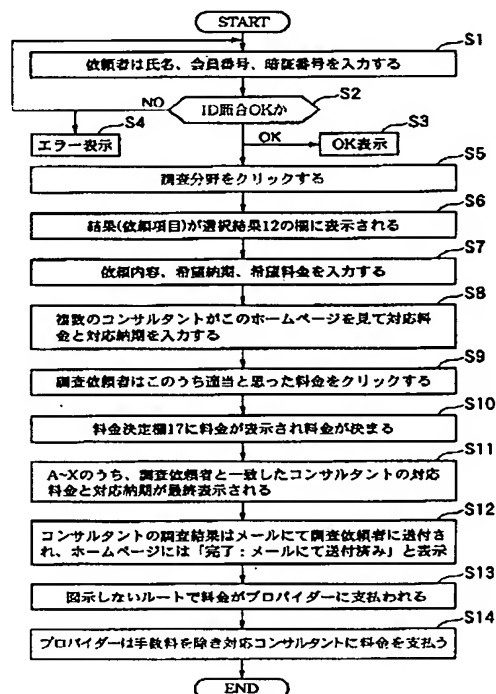 START
S1
依頼者は氏名、会員番号、暗証番号を入力する
S2
NO
ID照合OKか
S4
エラー表示
OK
S3
OK表示
S5
調査分野をクリックする
S6
結果(依頼項目)が選択結果12の欄に表示される
S7
依頼内容、希望納期、希望料金を入力する
S8
複数のコンサルタントがこのホームページを見て対応料
金と対応納期を入力する
S9
調査依頼者はこのうち適当と思った料金をクリックする
S10
料金決定欄17に料金が表示され料金が決まる
S11
A~Xのうち、調査依頼者と一致したコンサルタントの対応
料金と対応納期が最終表示される
S12
コンサルタントの調査結果はメールにて調査依頼者に送付さ
れ、ホームページには「完了:メールにて送付済み」と表示
S13
図示しないルートで料金がプロバイダーに支払われる
S14
プロバイダーは手数料を除き対応コンサルタントに料金を支払う
END